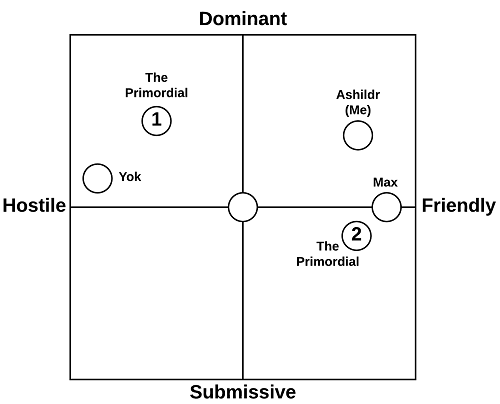 Dominant
The
Primordial
1
Ashildr
(Me)
Yok
Max
Hostile
Friendly
2
The
Primordial
Submissive